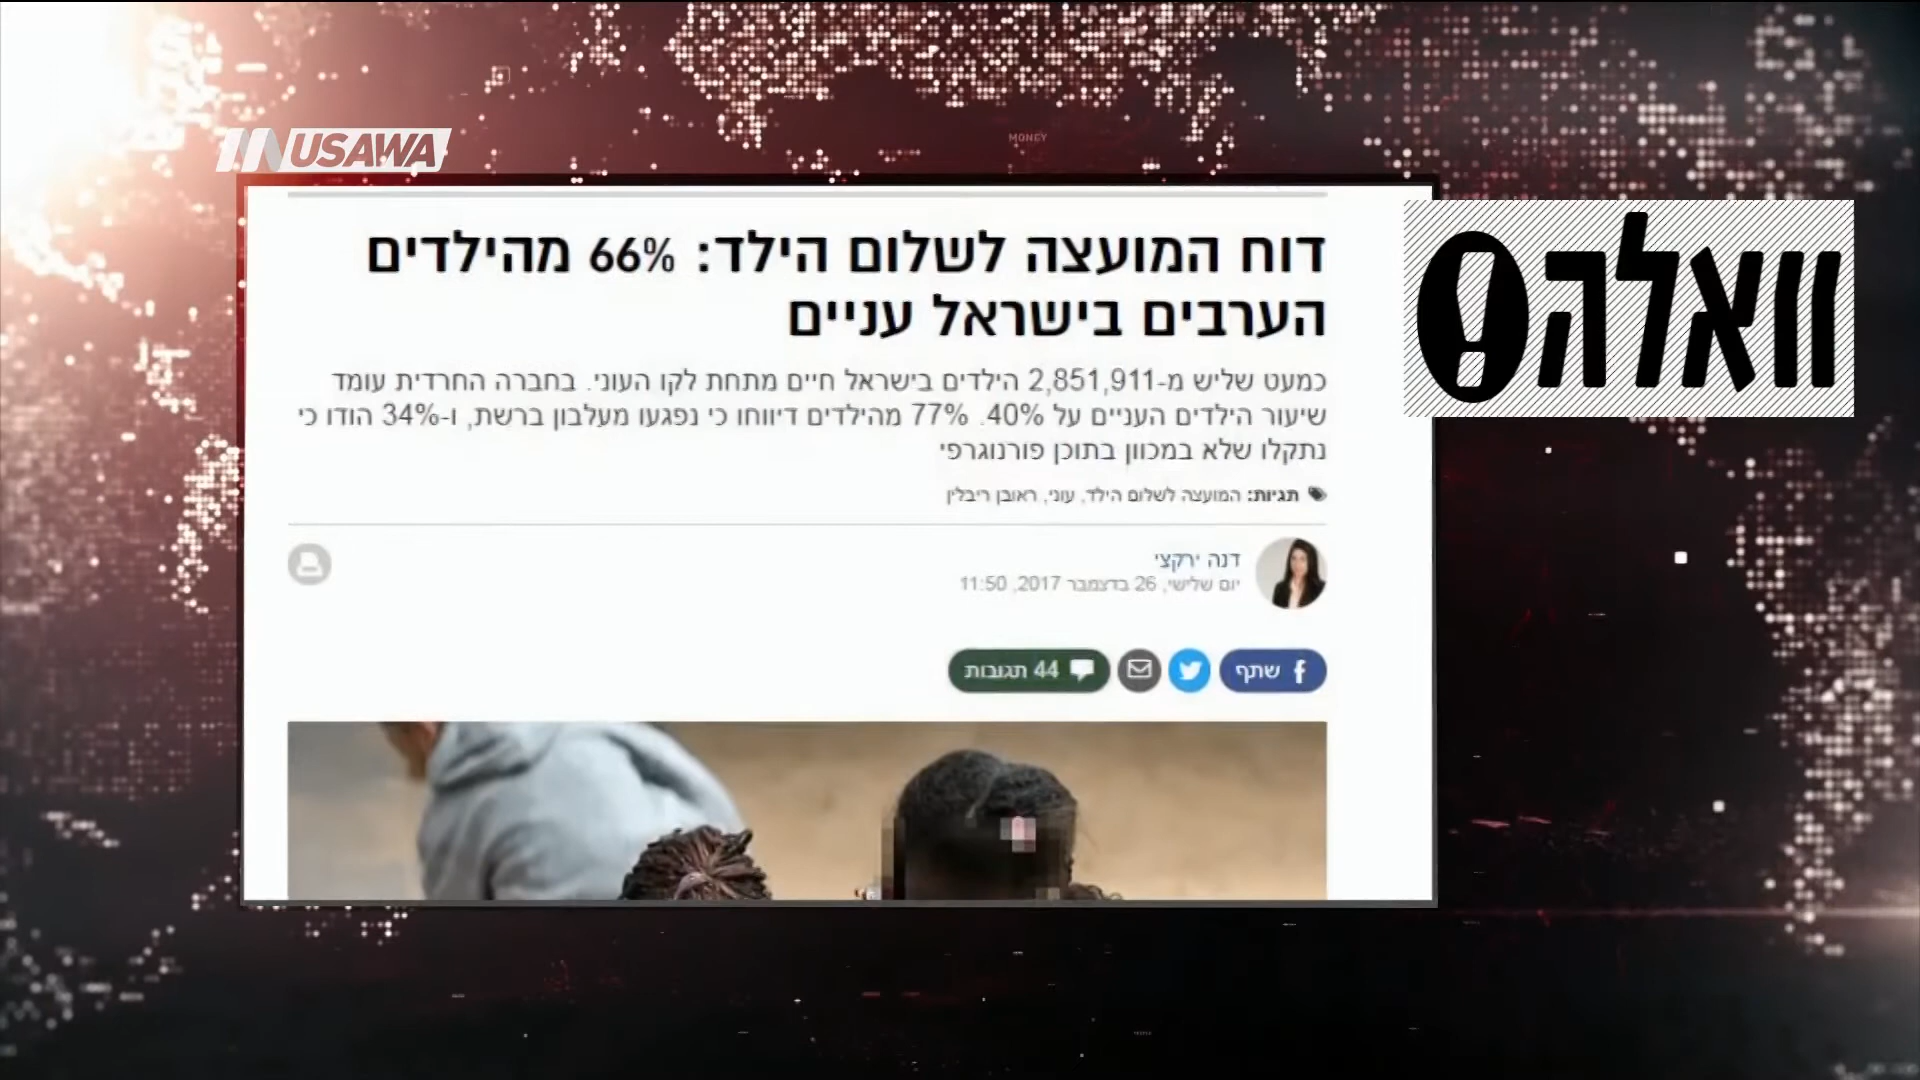 MONEY
USAWA
וואלה!
דוח המועצה לשלום הילד: 66% מהילדים
הערבים בישראל עניים
כמעט שליש מ-2,851,911 הילדים בישראל חיים מתחת לקו העוני. בחברה החרדית עומד
שיעור הילדים העניים על 40%. 77% מהילדים דיווחו כי נפגעו מעלבון ברשת, ו-34% הודו כי
נתקלו שלא במכוון בתוכן פורנוגרפי
תגיות: המועצה לשלום הילד, עוני, ראובן ריבלין
דנה ירקצי
יום שלישי, 26 בדצמבר 2017, 11:50
שתף
44 תגובות